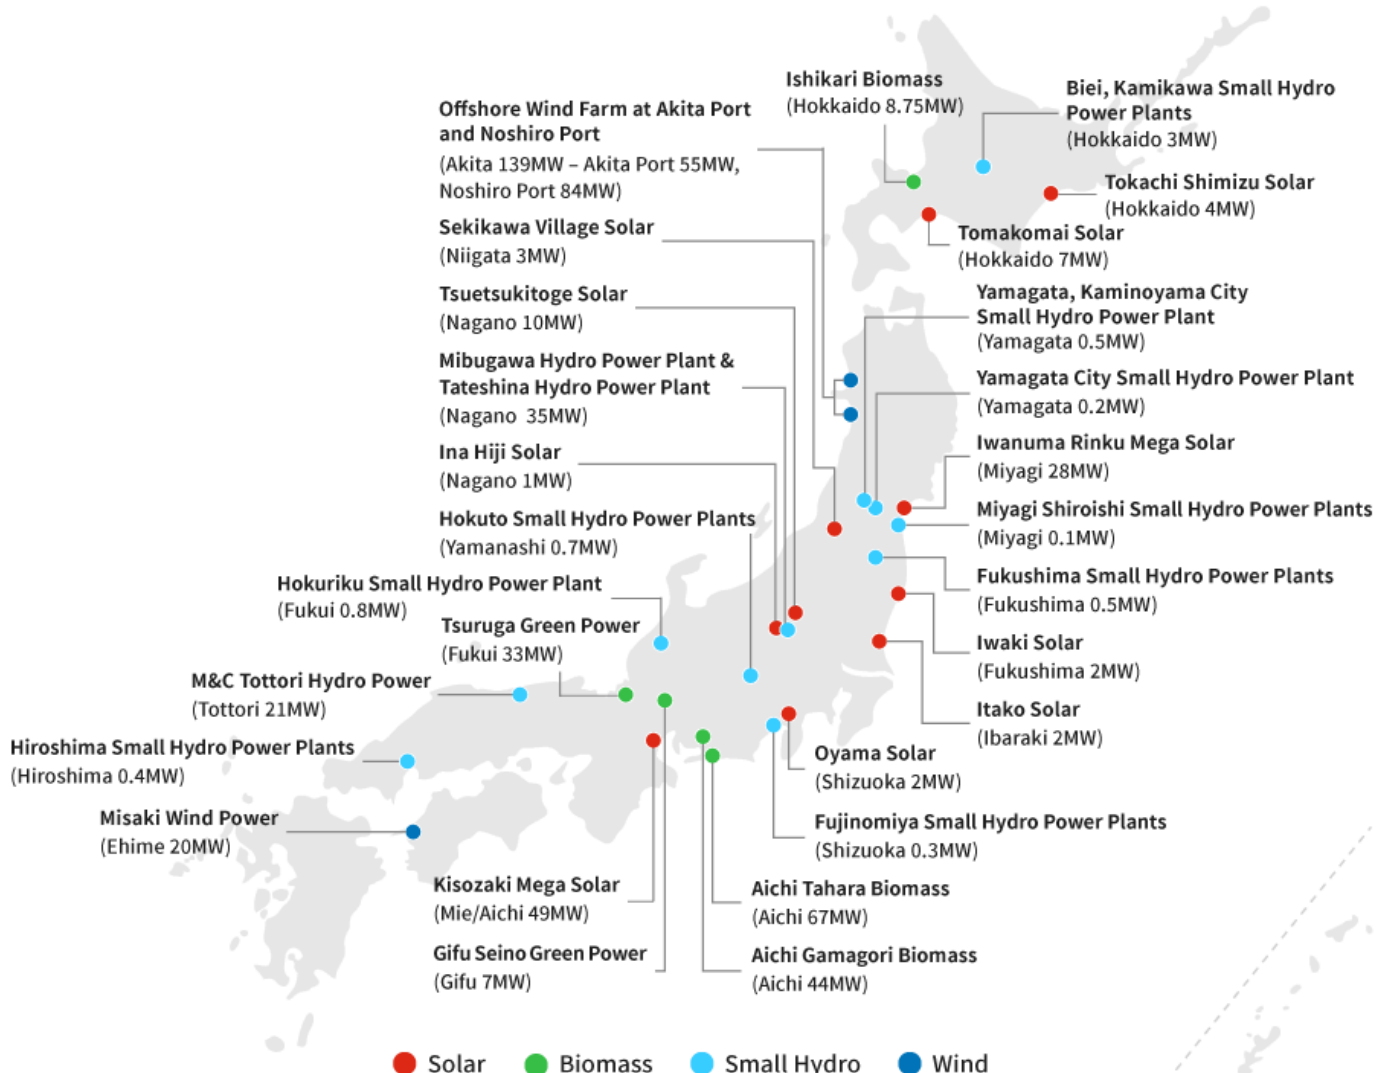 Ishikari Biomass
(Hokkaido 8.75MW)
Biei, Kamikawa Small Hydro
Power Plants
(Hokkaido 3MW)
Offshore Wind Farm at Akita Port
and Noshiro Port
(Akita 139MW – Akita Port 55MW,
Noshiro Port 84MW)
Tokachi Shimizu Solar
(Hokkaido 4MW)
Tomakomai Solar
(Hokkaido 7MW)
Sekikawa Village Solar
(Niigata 3MW)
Tsuetsukitoge Solar
(Nagano 10MW)
Yamagata, Kaminoyama City
Small Hydro Power Plant
(Yamagata 0.5MW)
Mibugawa Hydro Power Plant &
Tateshina Hydro Power Plant
(Nagano 35MW)
Yamagata City Small Hydro Power Plant
(Yamagata 0.2MW)
Ina Hiji Solar
(Nagano 1MW)
Iwanuma Rinku Mega Solar
(Miyagi 28MW)
Hokuto Small Hydro Power Plants
(Yamanashi 0.7MW)
Miyagi Shiroishi Small Hydro Power Plants
(Miyagi 0.1MW)
Hokuriku Small Hydro Power Plant
(Fukui 0.8MW)
Fukushima Small Hydro Power Plants
(Fukushima 0.5MW)
Tsuruga Green Power
(Fukui 33MW)
Iwaki Solar
(Fukushima 2MW)
M&C Tottori Hydro Power
(Tottori 21MW)
Itako Solar
(Ibaraki 2MW)
Hiroshima Small Hydro Power Plants
(Hiroshima 0.4MW)
Oyama Solar
(Shizuoka 2MW)
Misaki Wind Power
(Ehime 20MW)
Fujinomiya Small Hydro Power Plants
(Shizuoka 0.3MW)
Kisozaki Mega Solar
(Mie/Aichi 49MW)
Aichi Tahara Biomass
(Aichi 67MW)
Gifu Seino Green Power
(Gifu 7MW)
Aichi Gamagori Biomass
(Aichi 44MW)
Solar Biomass Small Hydro Wind